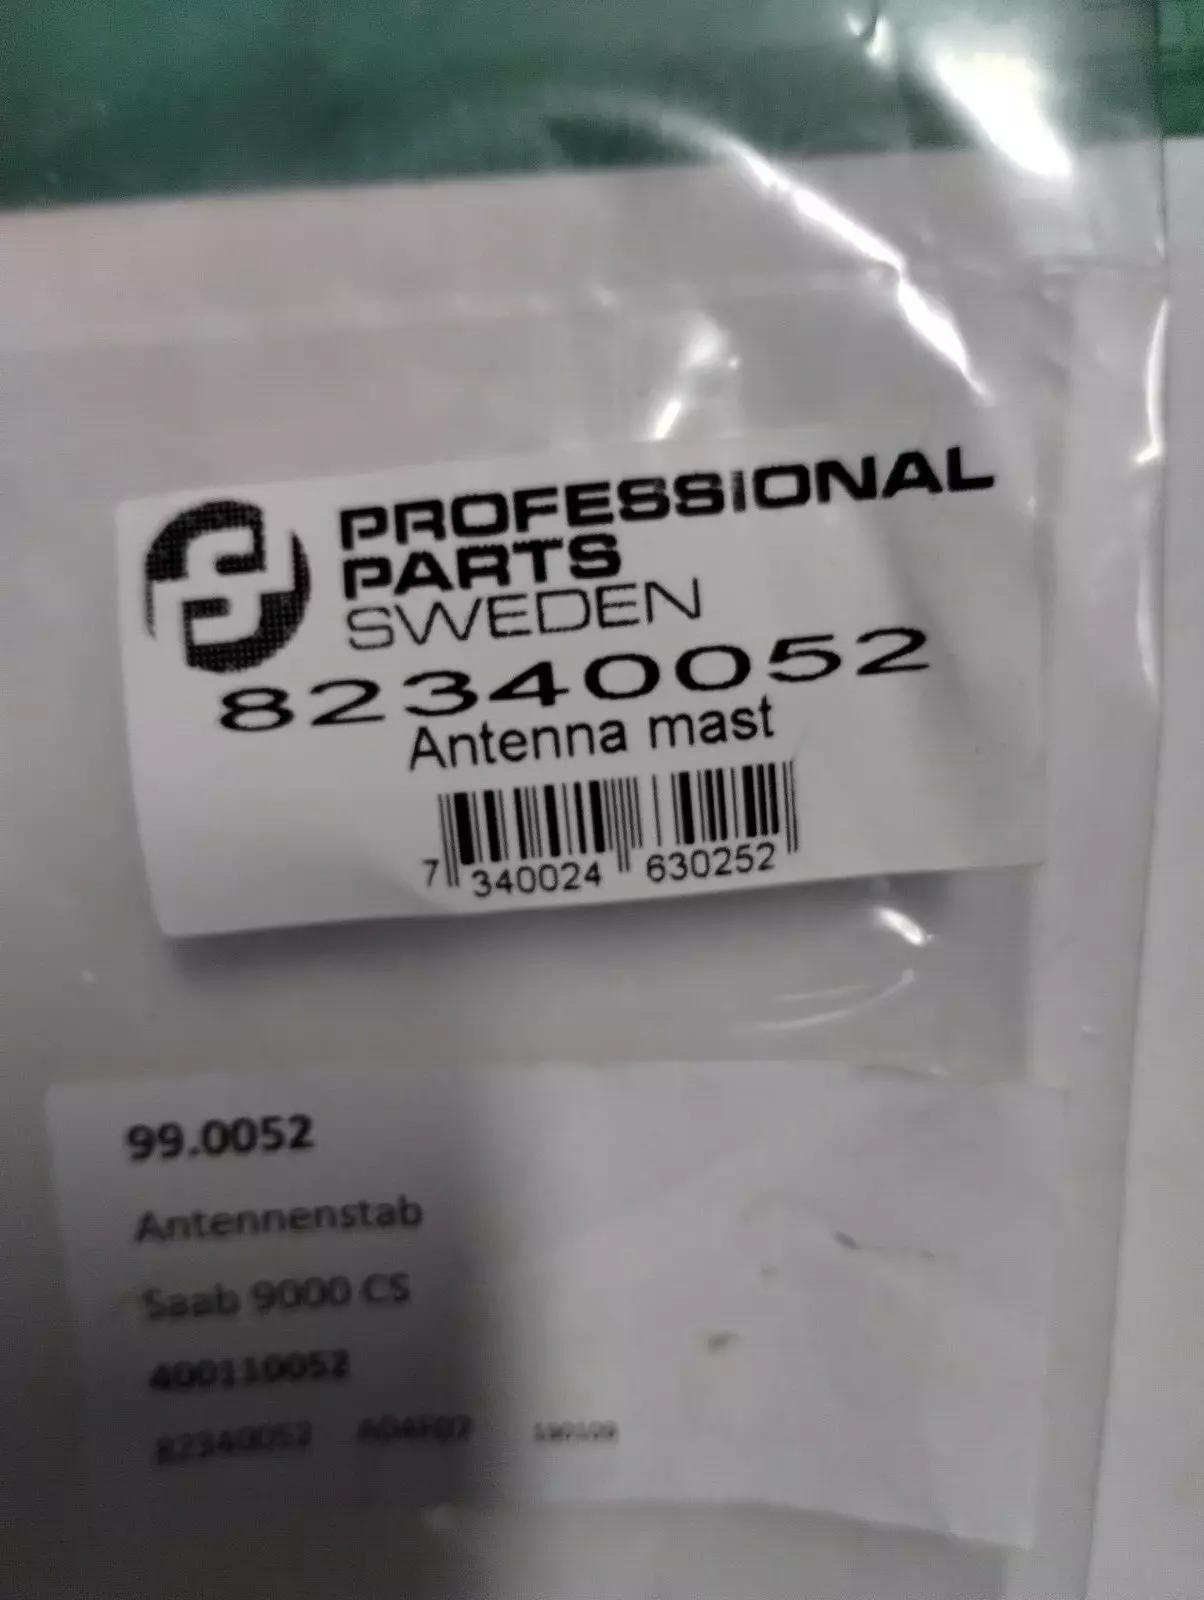 PROFESSIONAL
PARTS
SWEDEN
82340052
Antenna mast
7 340024 630252
99.0052
Antennenstab
Saab 9000 CS
400110052
82340052